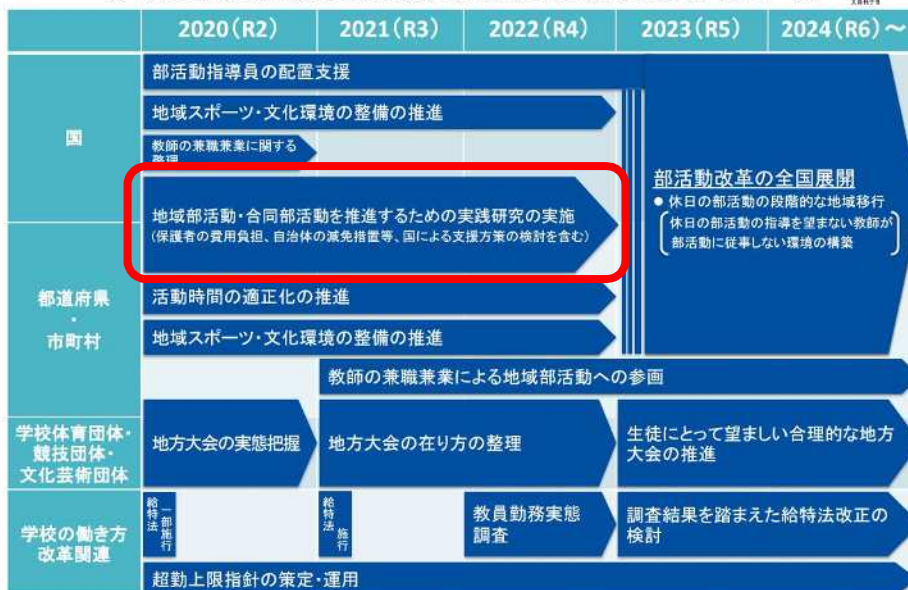 2020(R2)
2021(R3)
2022(R4)
2023(R5)
2024(R6)～
国
部活動指導員の配置支援
地域スポーツ・文化環境の整備の推進
教師の兼職兼業に関する
整理
地域部活動・合同部活動を推進するための実践研究の実施
(保護者の費用負担、自治体の減免措置等、国による支援方策の検討を含む)
部活動改革の全国展開
● 休日の部活動の段階的な地域移行
休日の部活動の指導を望まない教師が
部活動に従事しない環境の構築
都道府県
・
市町村
活動時間の適正化の推進
地域スポーツ・文化環境の整備の推進
教師の兼職兼業による地域部活動への参画
学校体育団体・
競技団体・
文化芸術団体
地方大会の実態把握
地方大会の在り方の整理
生徒にとって望ましい合理的な地方
大会の推進
学校の働き方
改革関連
給特法
一部施行
給特法
施行
教員勤務実態
調査
調査結果を踏まえた給特法改正の
検討
超勤上限指針の策定・運用